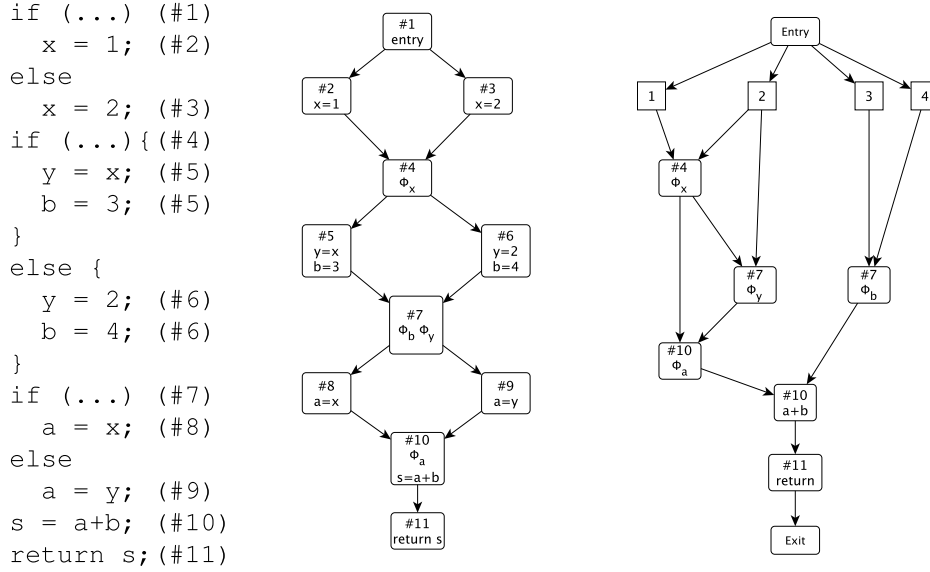 if (...) (#1)
x = 1; (#2)
else
x = 2; (#3)
if (...){(#4)
y = x; (#5)
b = 3; (#5)
}
else {
y = 2; (#6)
b = 4; (#6)
}
if (...) (#7)
a = x; (#8)
else
a = y; (#9)
s = a+b; (#10)
return s;(#11)
#1
entry
#2
x=1
#3
x=2
#4
Φx
#5
y=x
b=3
#6
y=2
b=4
#7
Φb Φy
#8
a=x
#9
a=y
#10
Φa
s=a+b
#11
return s
Entry
1
2
3
4
#4
Φx
#7
Φy
#7
Φb
#10
Φa
#10
a+b
#11
return
Exit